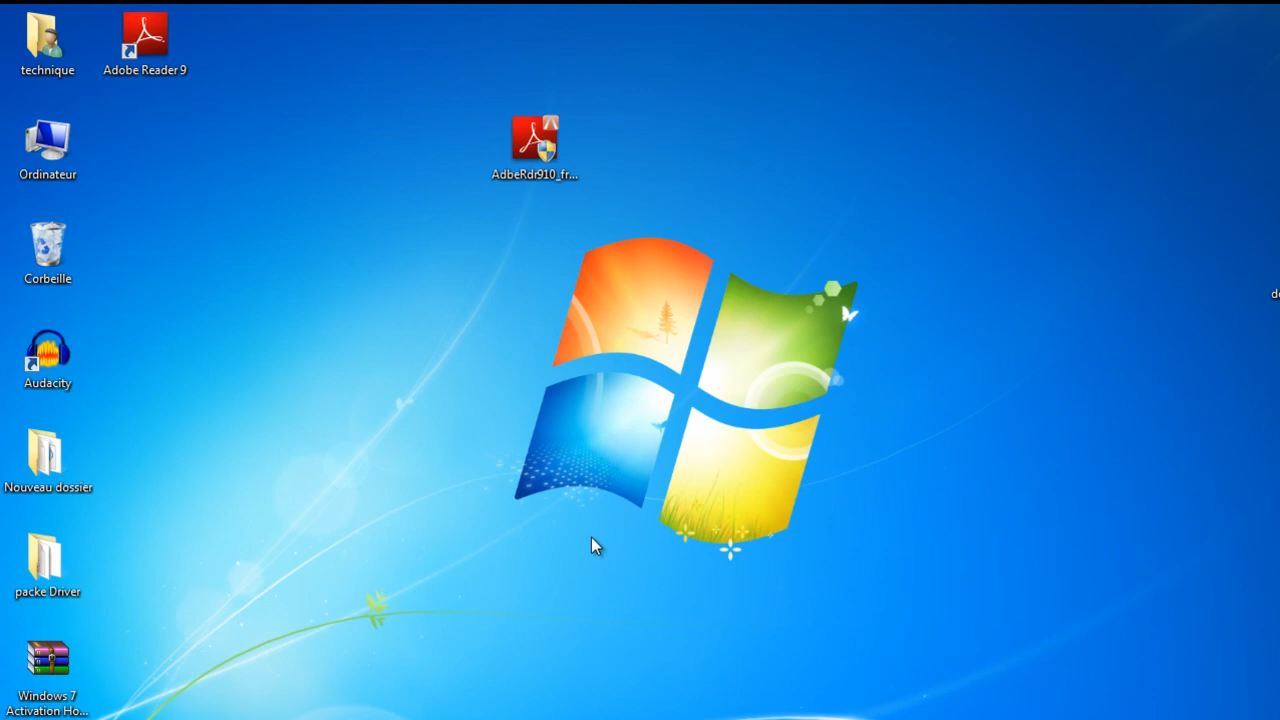 technique
Adobe Reader 9
AdbeRdr910_fr...
Ordinateur
Corbeille
Audacity
Nouveau dossier
packe Driver
Windows 7
Activation Ho...